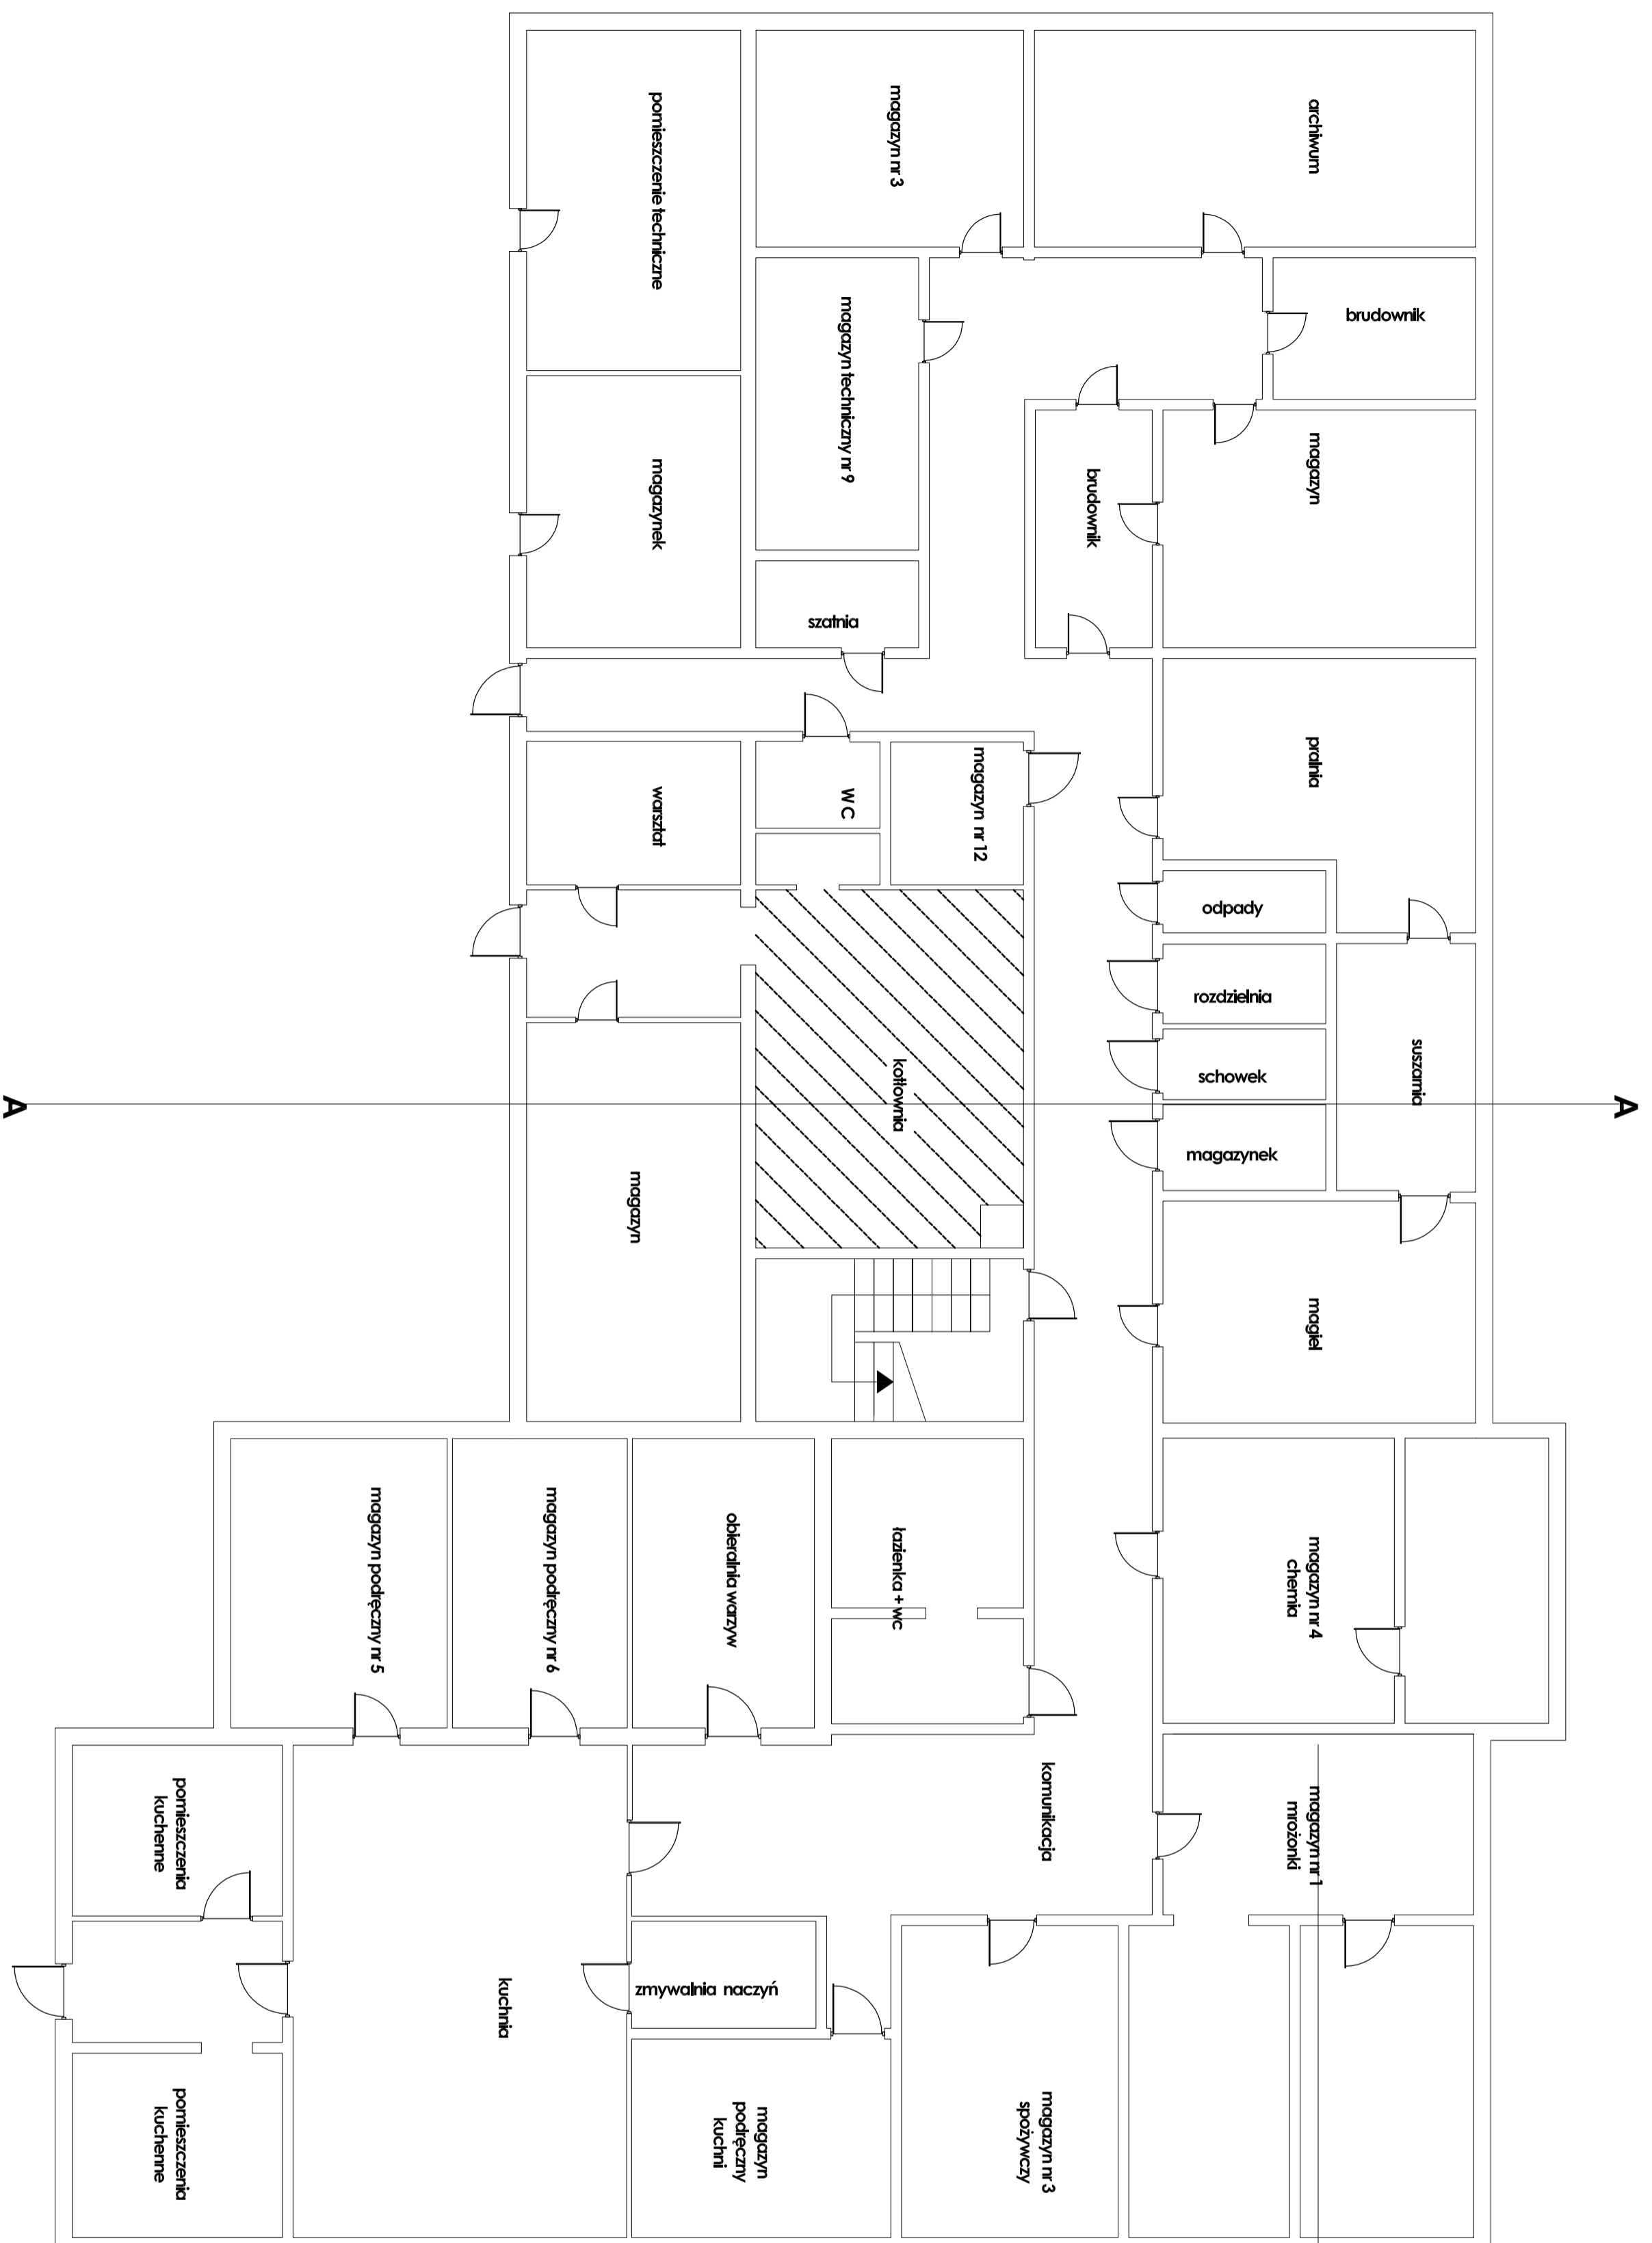 archiwum
magazyn nr 3
pomieszczenie techniczne
brudownik
magazyn techniczny nr 9
magazyn
brudownik
magazynek
szatnia
pralnia
magazyn nr 12
W C
warsztat
odpady
rozdzielnia
schowek
suszarnia
magazynek
kotłownia
A
A
magazyn
magiel
magazyn nr 4
chemia
łazienka + wc
obieralnia warzyw
magazyn podręczny nr 6
magazyn podręczny nr 5
magazyn nr 1
mrożonki
komunikacja
pomieszczenia
kuchenne
kuchnia
zmywalnia naczyń
magazyn nr 3
spożywczy
magazyn
podręczny
kuchni
pomieszczenia
kuchenne